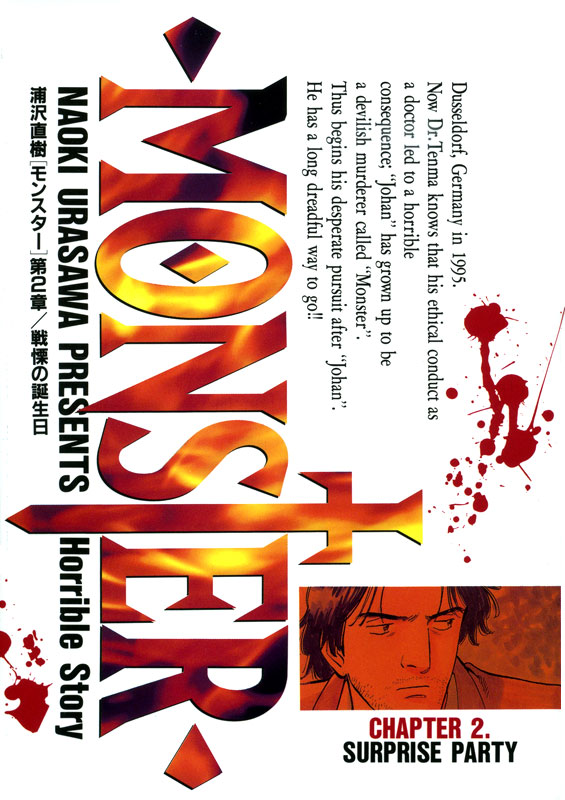 Dusseldorf, Germany in 1995.
Now Dr.Tenma knows that his ethical conduct as
a doctor led to a horrible
consequence; "Johan" has grown up to be
a devilish murderer called "Monster".
Thus begins his desperate pursuit after "Johan".
He has a long dreadful way to go!!
MONSTER
NAOKI URASAWA PRESENTS Horrible Story
浦沢直樹[モンスター]第2章/戦慄の誕生日
CHAPTER 2.
SURPRISE PARTY